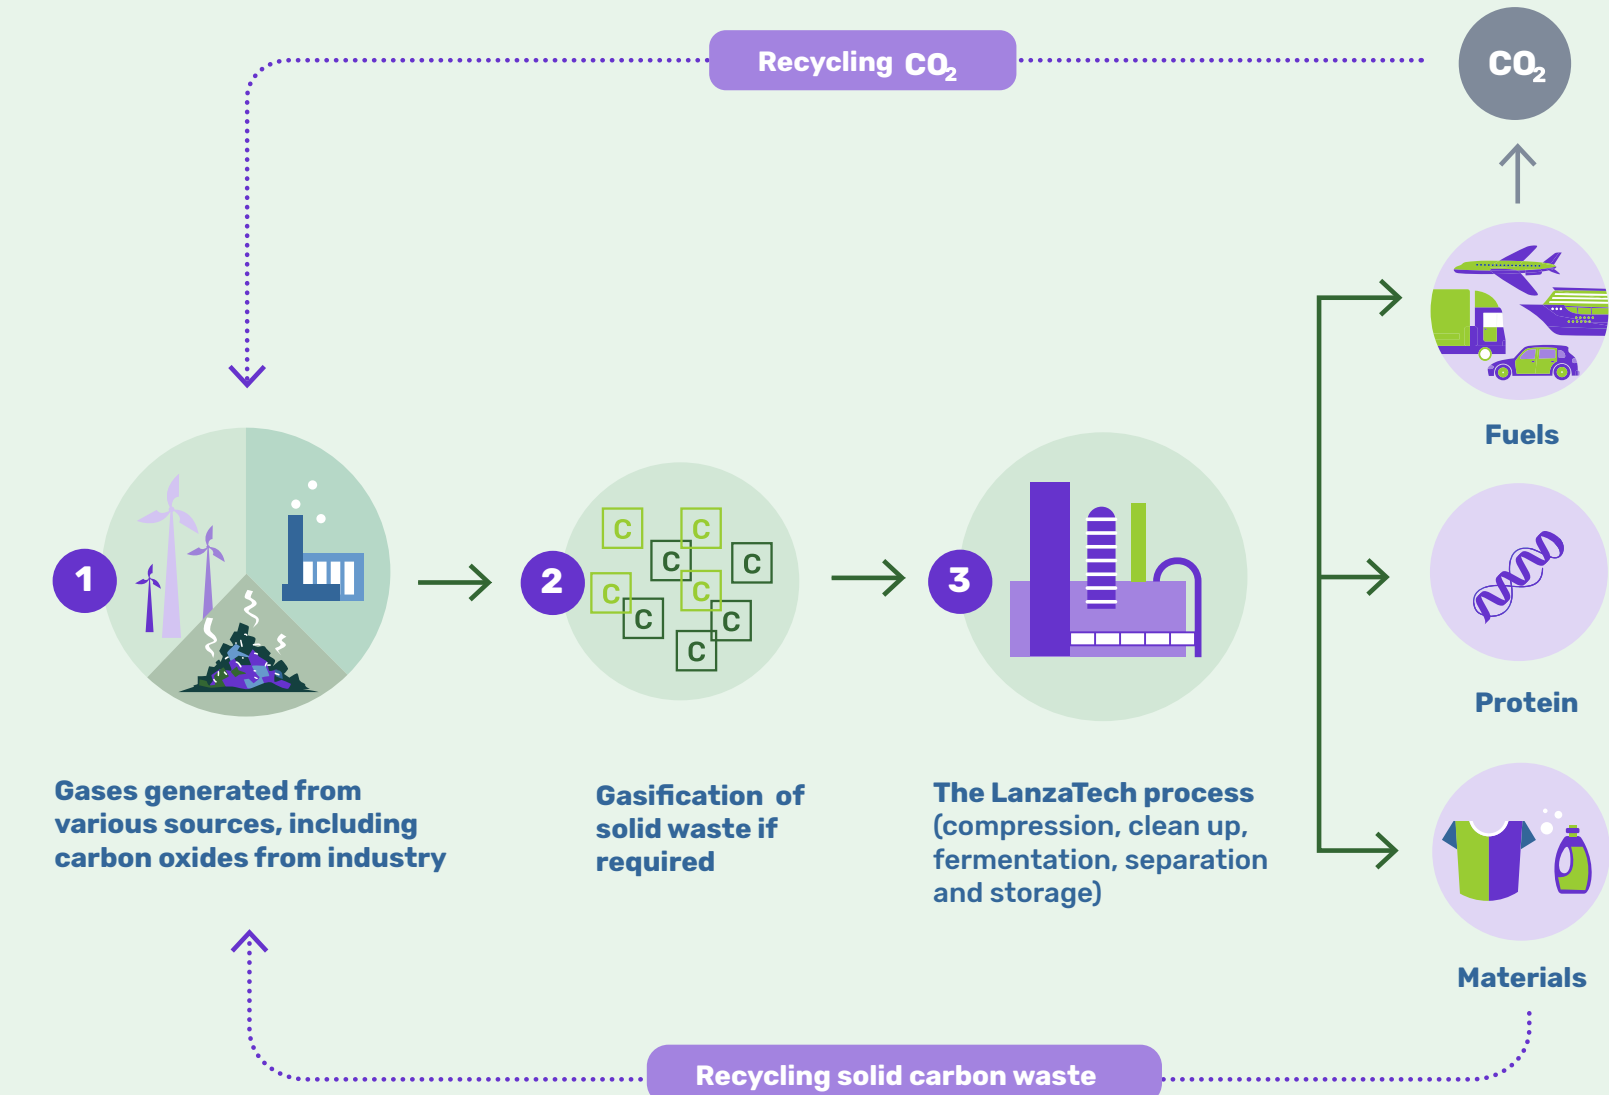 Recycling CO₂
CO₂
1
2
C
C
C
C
C
C
C
C
C
3
Fuels
Protein
Materials
Gases generated from
various sources, including
carbon oxides from industry
Gasification of
solid waste if
required
The LanzaTech process
(compression, clean up,
fermentation, separation
and storage)
Recycling solid carbon waste